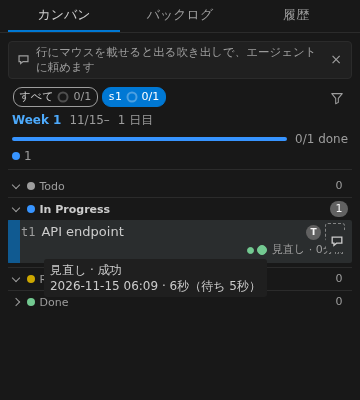 カンバン バックログ 履歴
行にマウスを載せると出る吹き出しで、エージェント
に頼めます
すべて 0/1 s1 0/1
Week 1 11/15– 1 日目
0/1 done
1
Todo 0
In Progress 1
t1 API endpoint T
見直し · 0
0
見直し · 成功
2026-11-15 06:09 · 6秒（待ち 5秒）
Done 0